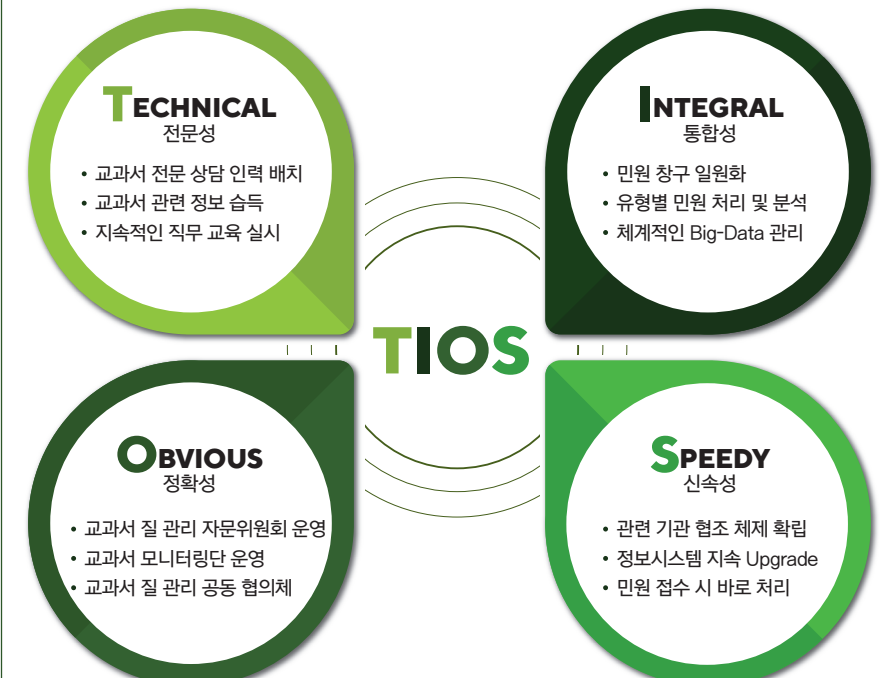 TECHNICAL
전문성
• 교과서 전문 상담 인력 배치
• 교과서 관련 정보 습득
• 지속적인 직무 교육 실시
INTEGRAL
통합성
• 민원 창구 일원화
• 유형별 민원 처리 및 분석
• 체계적인 Big-Data 관리
TIOS
OBVIOUS
정확성
• 교과서 질 관리 자문위원회 운영
• 교과서 모니터링단 운영
• 교과서 질 관리 공동 협의체
SPEEDY
신속성
• 관련 기관 협조 체제 확립
• 정보시스템 지속 Upgrade
• 민원 접수 시 바로 처리